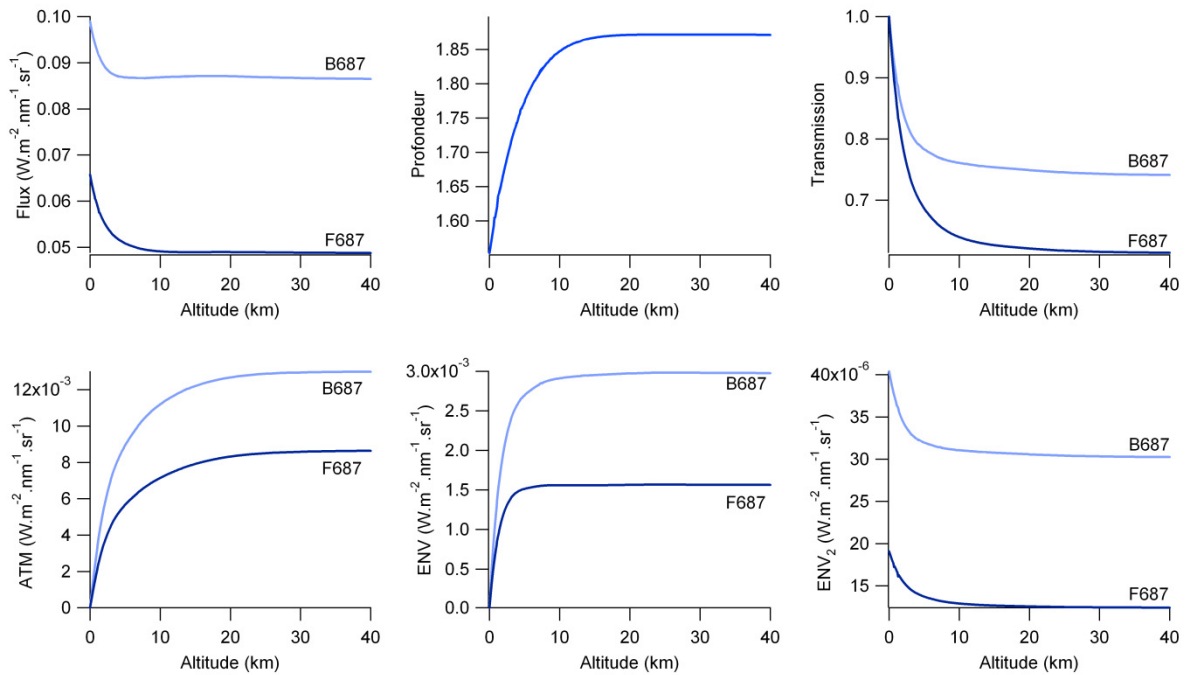 Flux (W.m⁻².nm⁻¹.sr⁻¹)
0.10
0.09
0.08
0.07
0.06
0.05
B687
F687
0 10 20 30 40
Altitude (km)
Profondeur
1.85
1.80
1.75
1.70
1.65
1.60
0 10 20 30 40
Altitude (km)
Transmission
1.0
0.9
0.8
0.7
B687
F687
0 10 20 30 40
Altitude (km)
ATM (W.m⁻².nm⁻¹.sr⁻¹)
12x10⁻³
10
8
6
4
2
0
B687
F687
0 10 20 30 40
Altitude (km)
ENV (W.m⁻².nm⁻¹.sr⁻¹)
3.0x10⁻³
2.5
2.0
1.5
1.0
0.5
0.0
B687
F687
0 10 20 30 40
Altitude (km)
ENV₂ (W.m⁻².nm⁻¹.sr⁻¹)
40x10⁻⁶
35
30
25
20
15
B687
F687
0 10 20 30 40
Altitude (km)